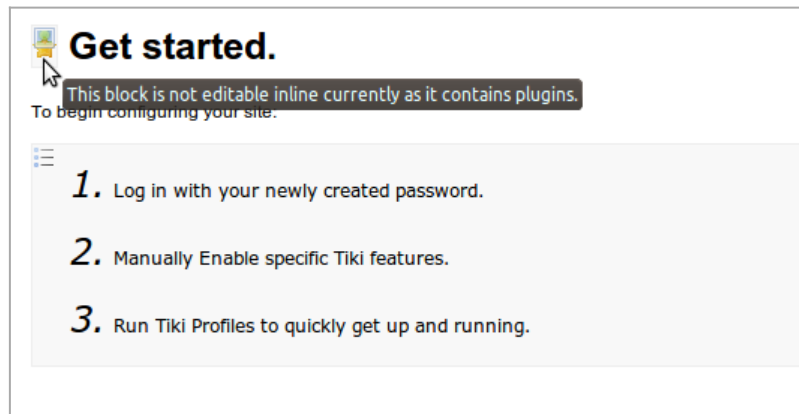 Get started.
This block is not editable inline currently as it contains plugins.
To begin configuring your site:
1. Log in with your newly created password.
2. Manually Enable specific Tiki features.
3. Run Tiki Profiles to quickly get up and running.